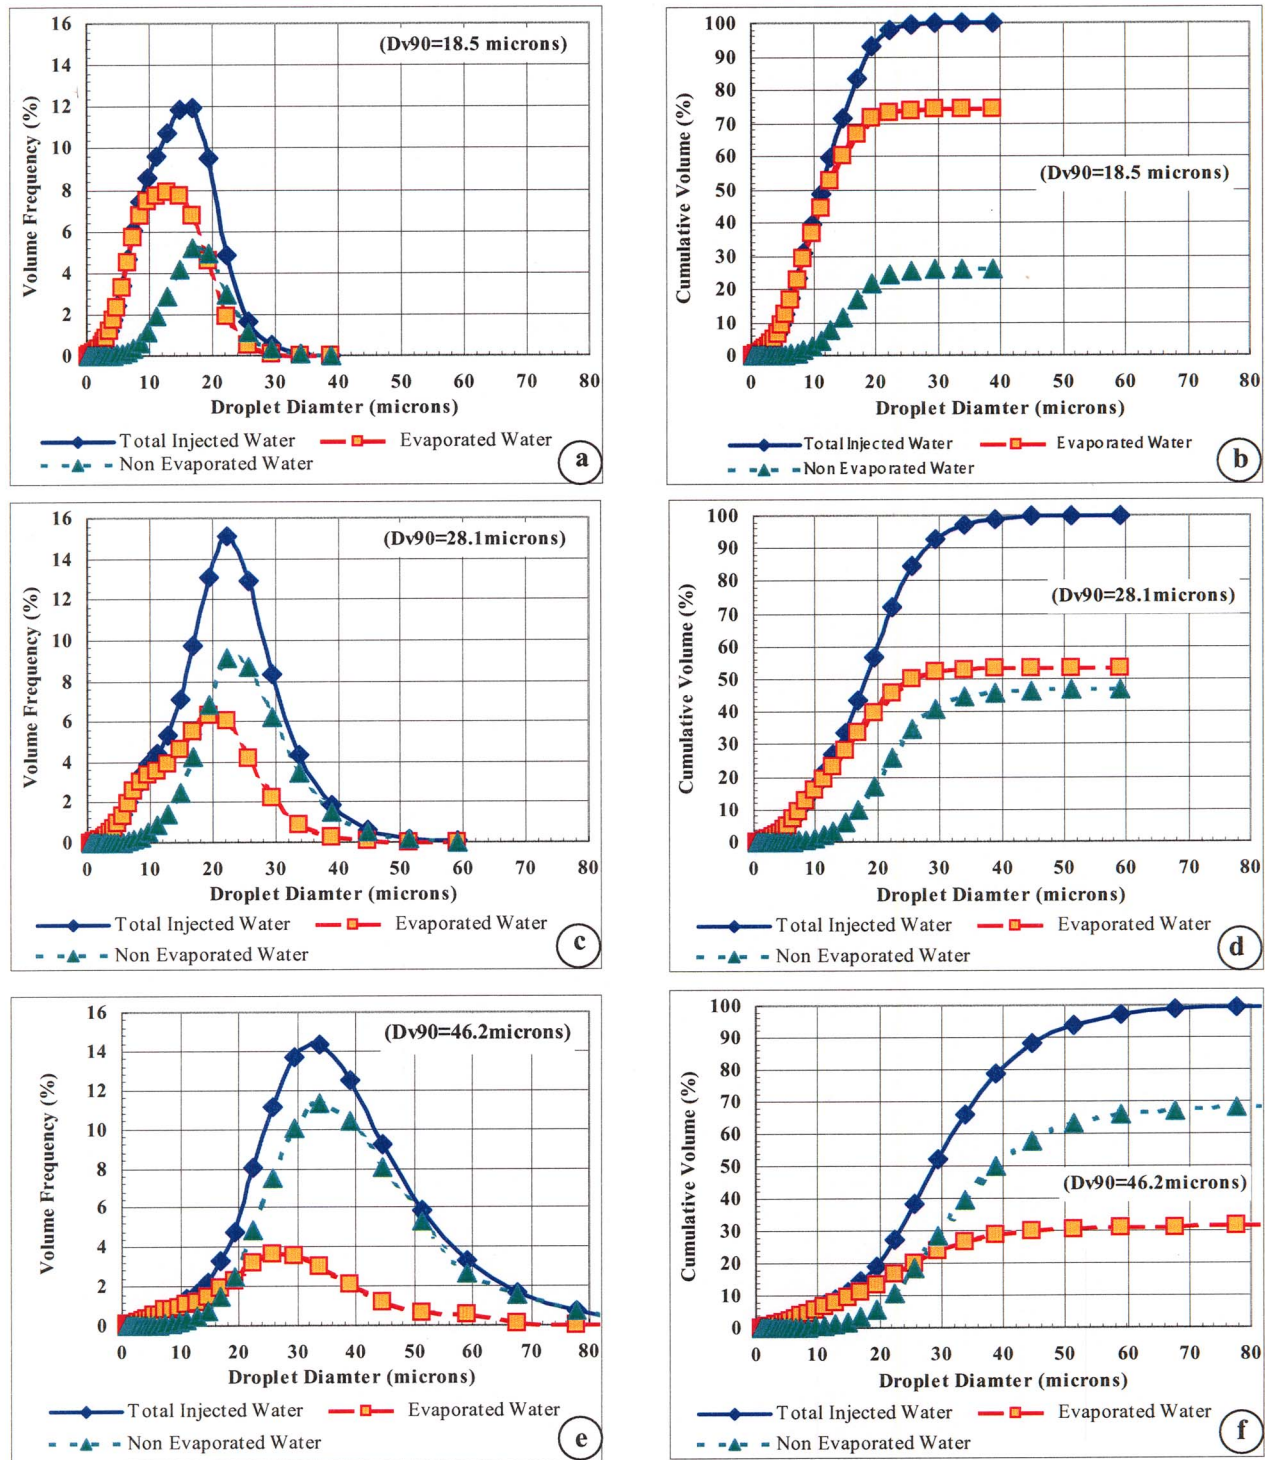 Volume Frequency (%)
16
14
12
10
8
6
4
2
0
(Dv90=18.5 microns)
0 10 20 30 40 50 60 70 80
Droplet Diamter (microns)
Total Injected Water Evaporated Water
Non Evaporated Water
a
Cumulative Volume (%)
100
90
80
70
60
50
40
30
20
10
0
(Dv90=18.5 microns)
0 10 20 30 40 50 60 70 80
Droplet Diamter (microns)
Total Injected Water Evaporated Water
Non Evaporated Water
b
Volume Frequency (%)
16
14
12
10
8
6
4
2
0
(Dv90=28.1microns)
0 10 20 30 40 50 60 70 80
Droplet Diamter (microns)
Total Injected Water Evaporated Water
Non Evaporated Water
c
Cumulative Volume (%)
100
90
80
70
60
50
40
30
20
10
0
(Dv90=28.1microns)
0 10 20 30 40 50 60 70 80
Droplet Diamter (microns)
Total Injected Water Evaporated Water
Non Evaporated Water
d
Volume Frequency (%)
16
14
12
10
8
6
4
2
0
(Dv90=46.2microns)
0 10 20 30 40 50 60 70 80
Droplet Diamter (microns)
Total Injected Water Evaporated Water
Non Evaporated Water
e
Cumulative Volume (%)
100
90
80
70
60
50
40
30
20
10
0
(Dv90=46.2microns)
0 10 20 30 40 50 60 70 80
Droplet Diamter (microns)
Total Injected Water Evaporated Water
Non Evaporated Water
f